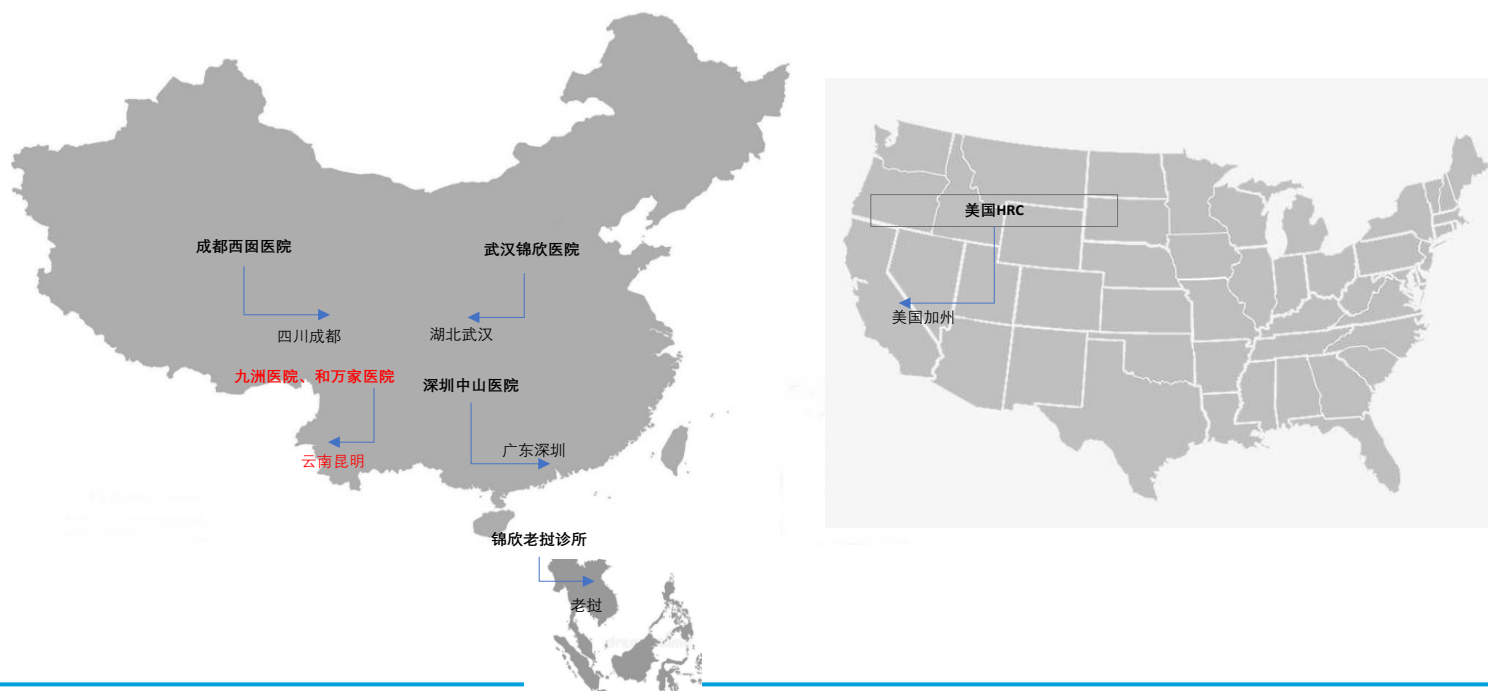 成都西囡医院
武汉锦欣医院
四川成都
湖北武汉
九洲医院、和万家医院
深圳中山医院
云南昆明
广东深圳
锦欣老挝诊所
老挝
美国HRC
美国加州